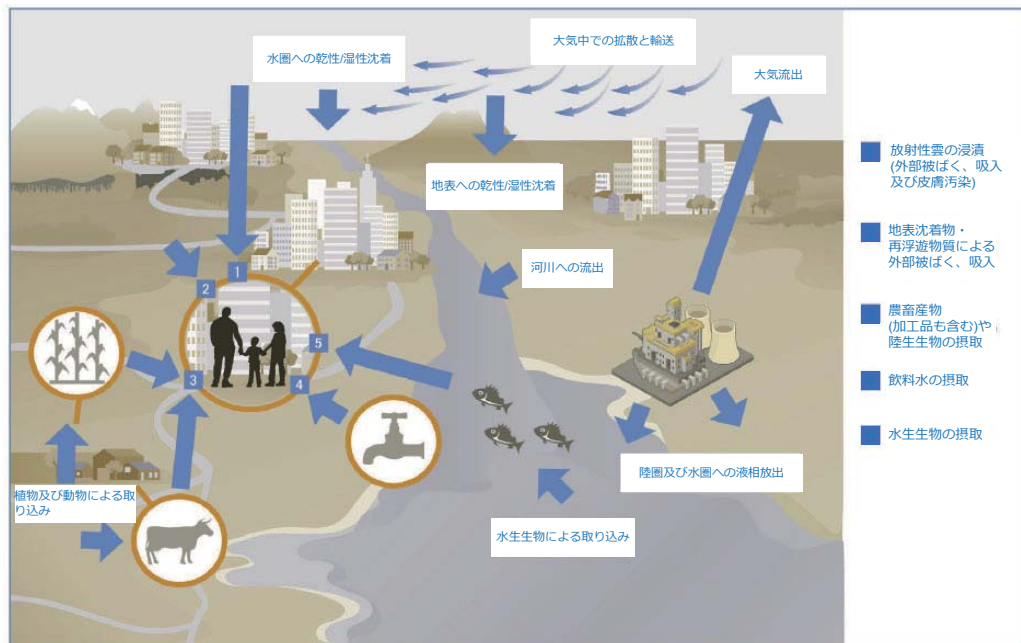 大気中での拡散と輸送
水圏への乾性/湿性沈着
大気流出
放射性雲の浸漬
(外部被ばく、吸入
及び皮膚汚染)
地表への乾性/湿性沈着
地表沈着物・
再浮遊物質による
外部被ばく、吸入
河川への流出
1
2
3
4
5
農畜産物
(加工品も含む)や
陸生生物の摂取
飲料水の摂取
水生生物の摂取
陸圏及び水圏への液相放出
植物及び動物による取
り込み
水生生物による取り込み